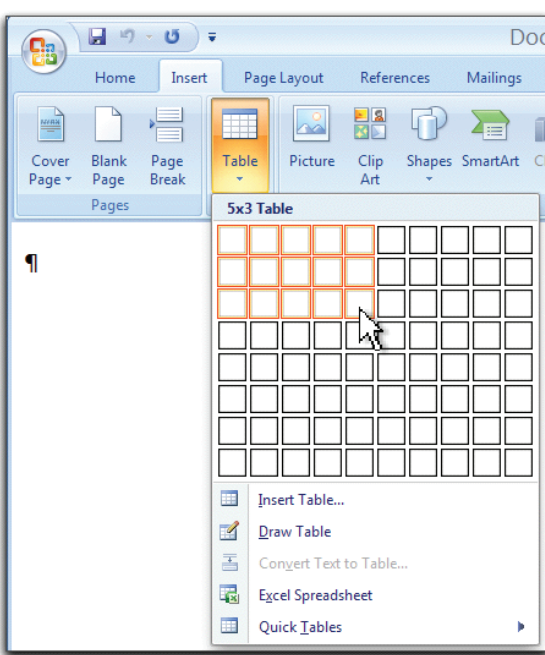 Doc
Home Insert Page Layout References Mailings
Cover Page Blank Page Page Break Table Picture Clip Art Shapes SmartArt
Pages
5x3 Table
¶
Insert Table...
Draw Table
Convert Text to Table...
Excel Spreadsheet
Quick Tables